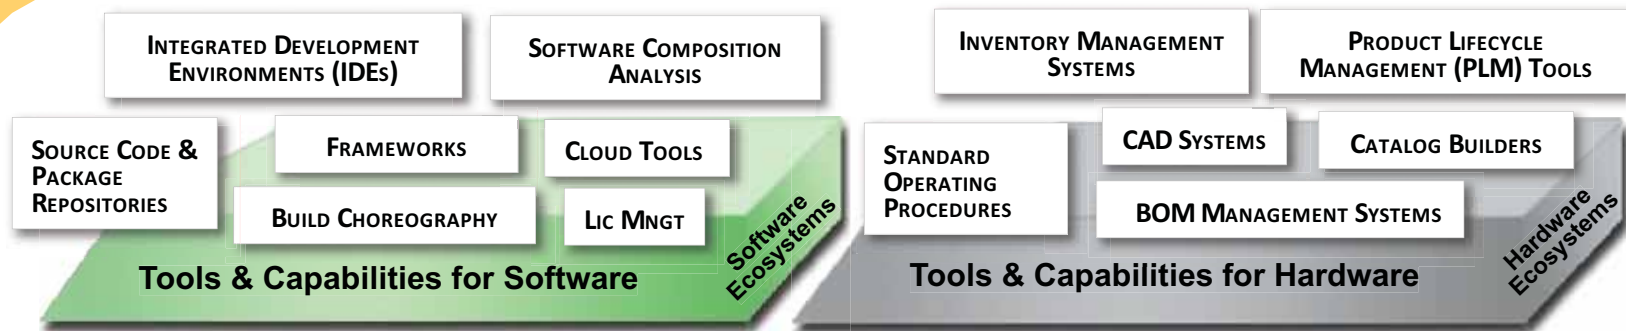 Integrated Development
Environments (IDEs)
Software Composition
Analysis
Source Code &
Package
Repositories
Frameworks
Cloud Tools
Build Choreography
Lic Mngt
Software
Ecosystems
Tools & Capabilities for Software
Inventory Management
Systems
Product Lifecycle
Management (PLM) Tools
Standard
Operating
Procedures
CAD Systems
Catalog Builders
BOM Management Systems
Hardware
Ecosystems
Tools & Capabilities for Hardware